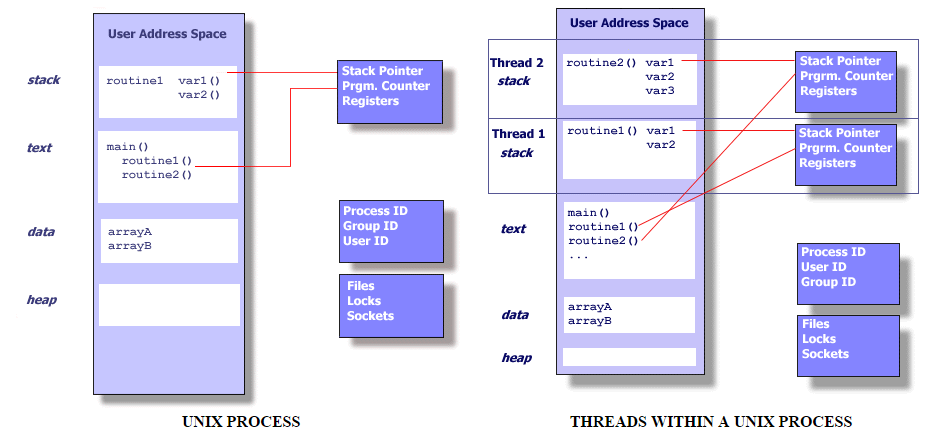 User Address Space
stack
routine1 var1()
var2()
Stack Pointer
Prgrm. Counter
Registers
text
main()
routine1()
routine2()
data
arrayA
arrayB
Process ID
Group ID
User ID
heap
Files
Locks
Sockets
UNIX PROCESS
User Address Space
Thread 2
stack
routine2() var1
var2
var3
Stack Pointer
Prgrm. Counter
Registers
Thread 1
stack
routine1() var1
var2
Stack Pointer
Prgrm. Counter
Registers
text
main()
routine1()
routine2()
...
Process ID
User ID
Group ID
data
arrayA
arrayB
Files
Locks
Sockets
heap
THREADS WITHIN A UNIX PROCESS